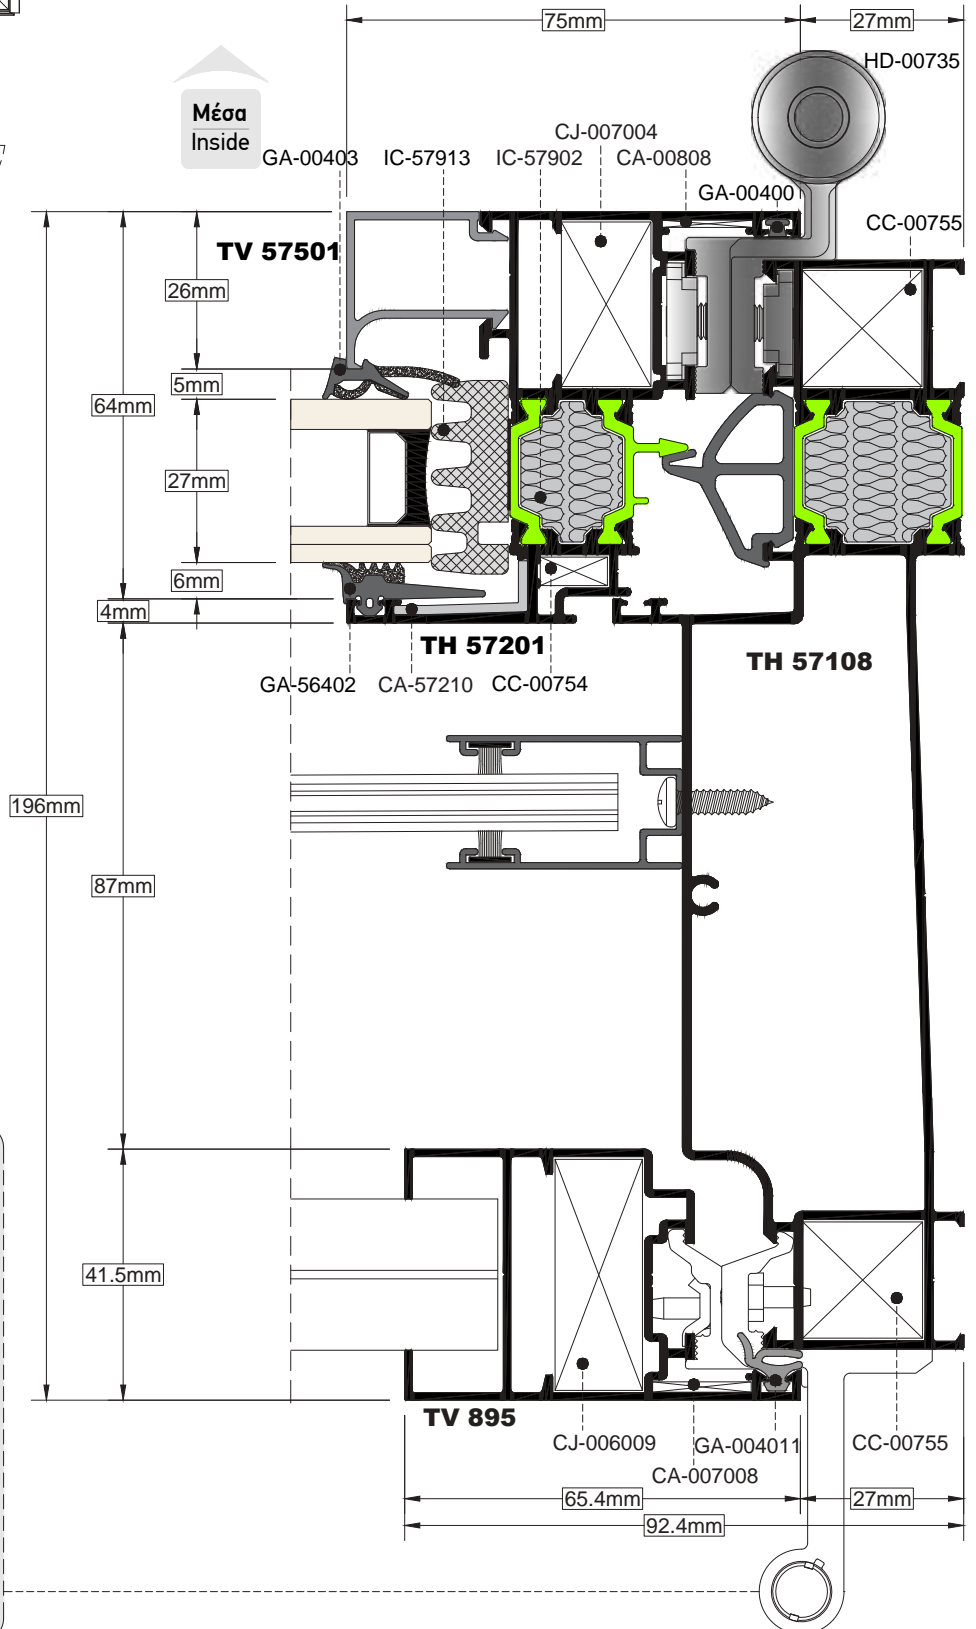 75mm
27mm
HD-00735
Μέσα
Inside
CJ-007004
GA-00403 IC-57913 IC-57902 CA-00808
GA-00400
CC-00755
TV 57501
26mm
5mm
64mm
27mm
6mm
4mm
TH 57201
TH 57108
GA-56402 CA-57210 CC-00754
196mm
87mm
41.5mm
TV 895
CJ-006009 GA-004011 CC-00755
CA-007008
65.4mm
27mm
92.4mm